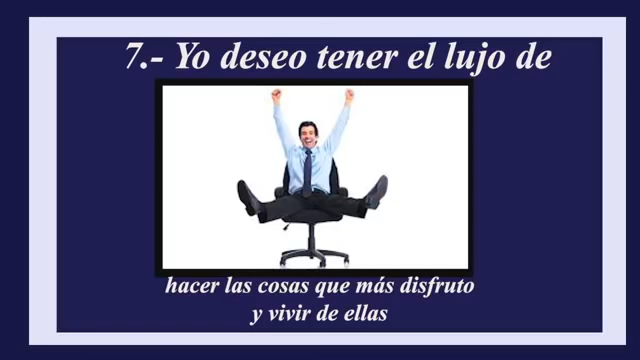 7.- Yo deseo tener el lujo de
hacer las cosas que más disfruto
y vivir de ellas